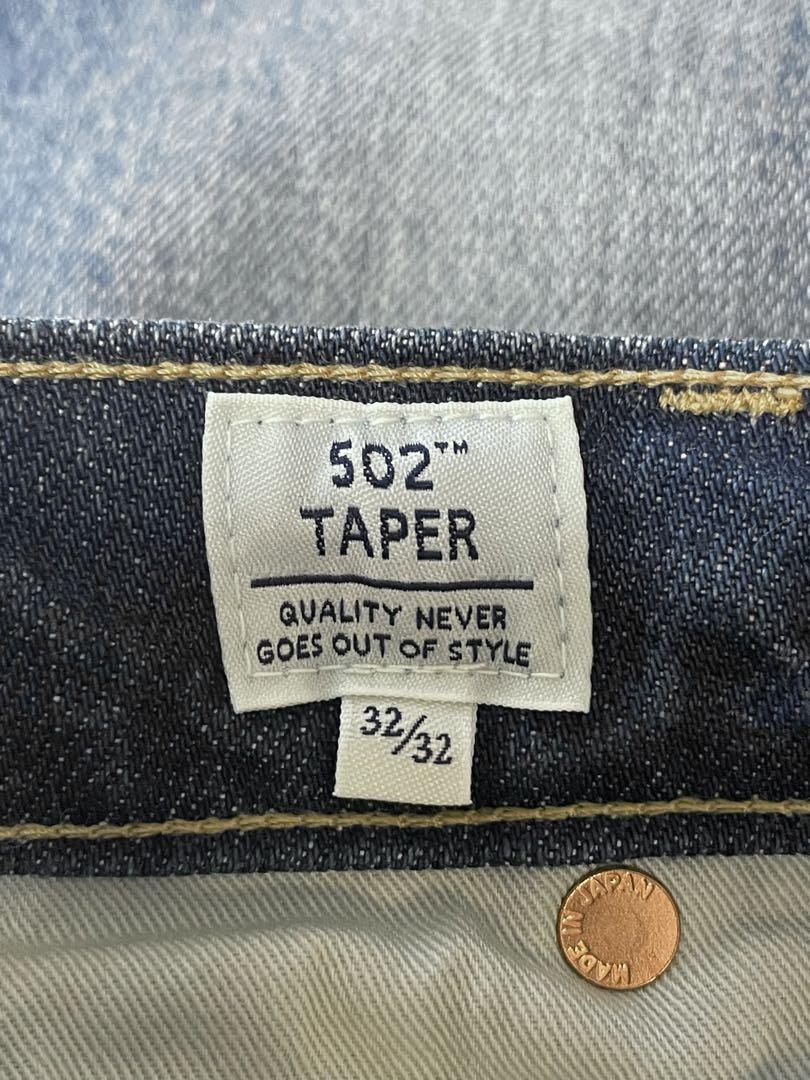 502™
TAPER
QUALITY NEVER
GOES OUT OF STYLE
32/32
MADE IN JAPAN